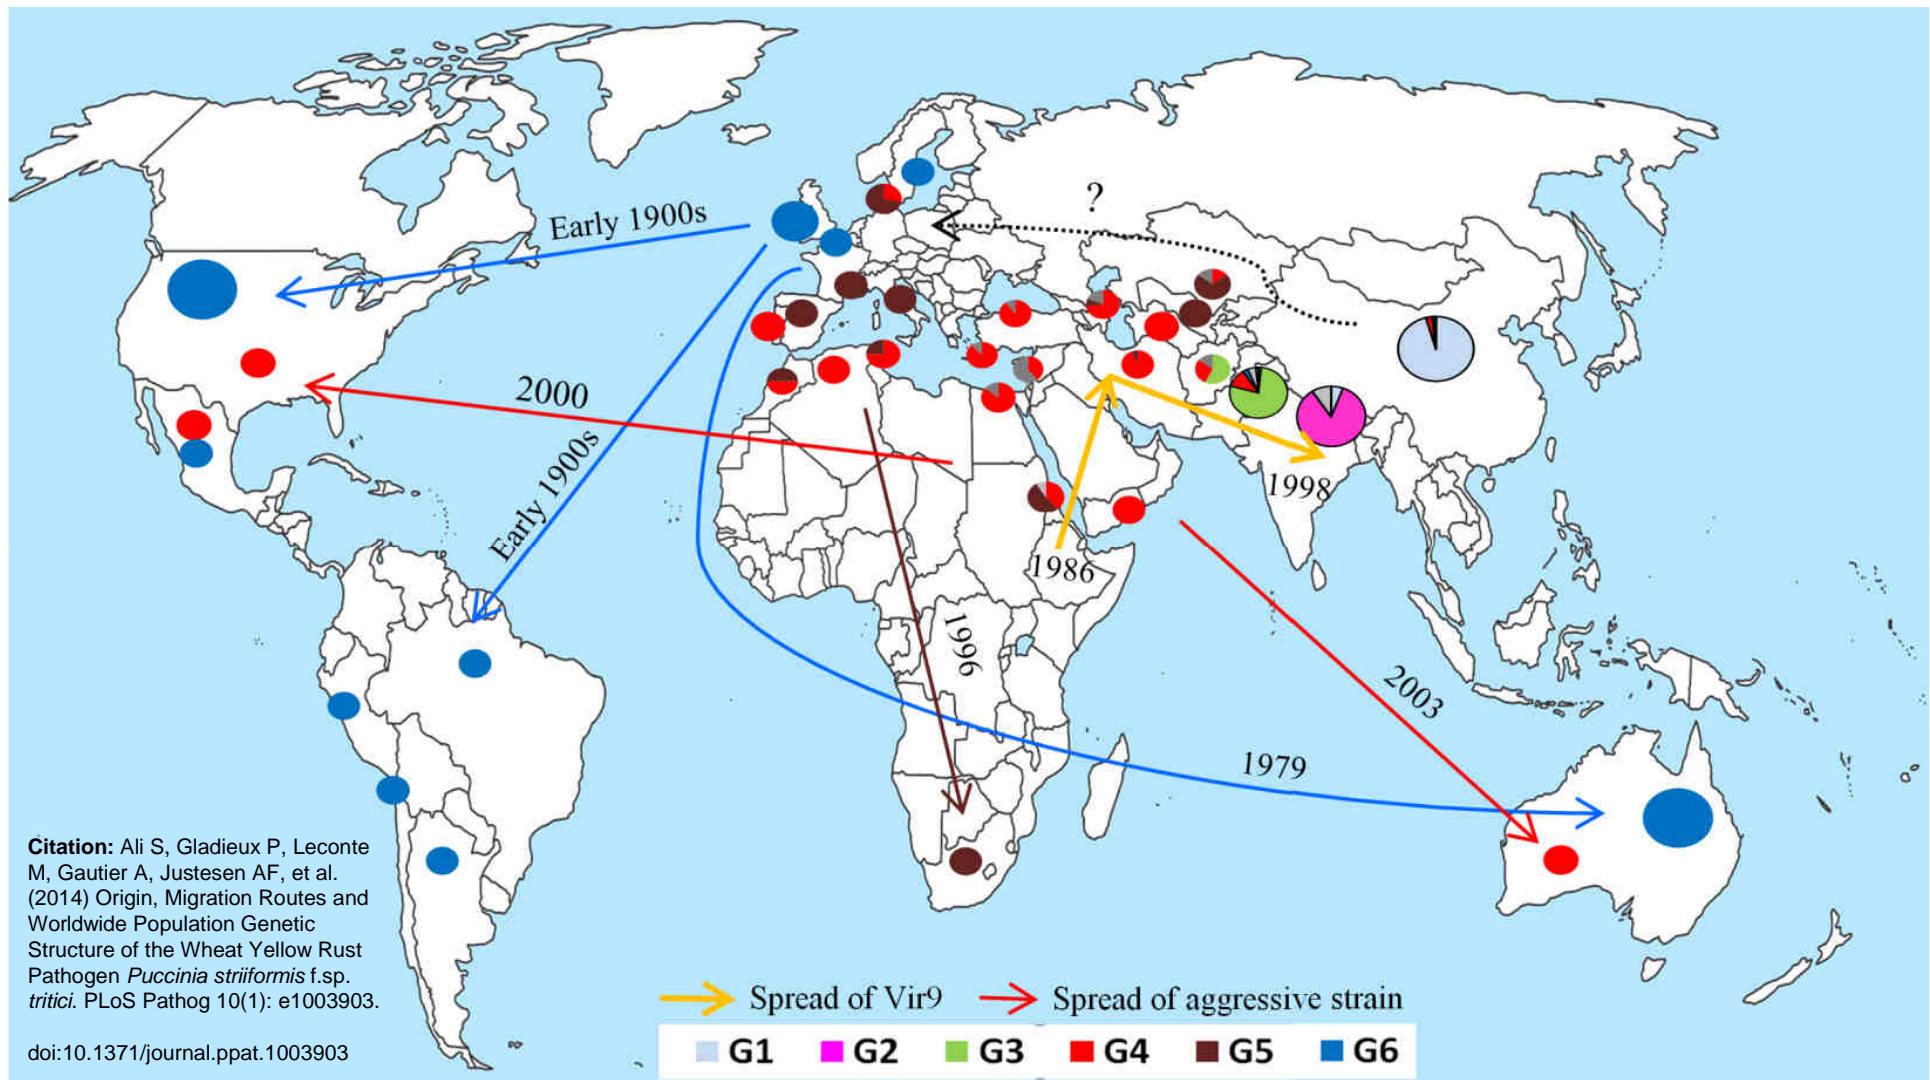 ?
Early 1900s
2000
Early 1900s
1998
1986
1996
2003
1979
Citation: Ali S, Gladieux P, Leconte
M, Gautier A, Justesen AF, et al.
(2014) Origin, Migration Routes and
Worldwide Population Genetic
Structure of the Wheat Yellow Rust
Pathogen Puccinia striiformis f.sp.
tritici. PLoS Pathog 10(1): e1003903.
doi:10.1371/journal.ppat.1003903
Spread of Vir9 Spread of aggressive strain
G1 G2 G3 G4 G5 G6